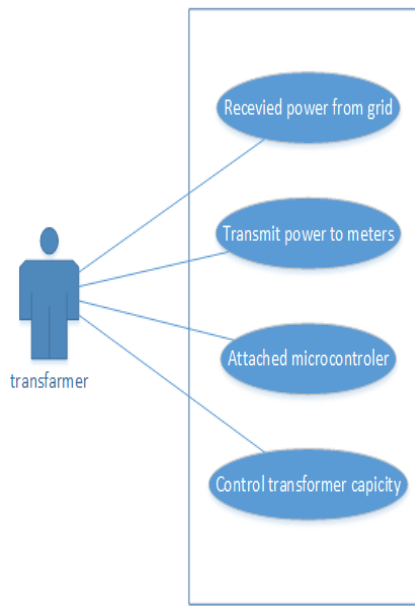 Recevied power from grid
Transmit power to meters
transfarmer
Attached microcontroler
Control transformer capicity